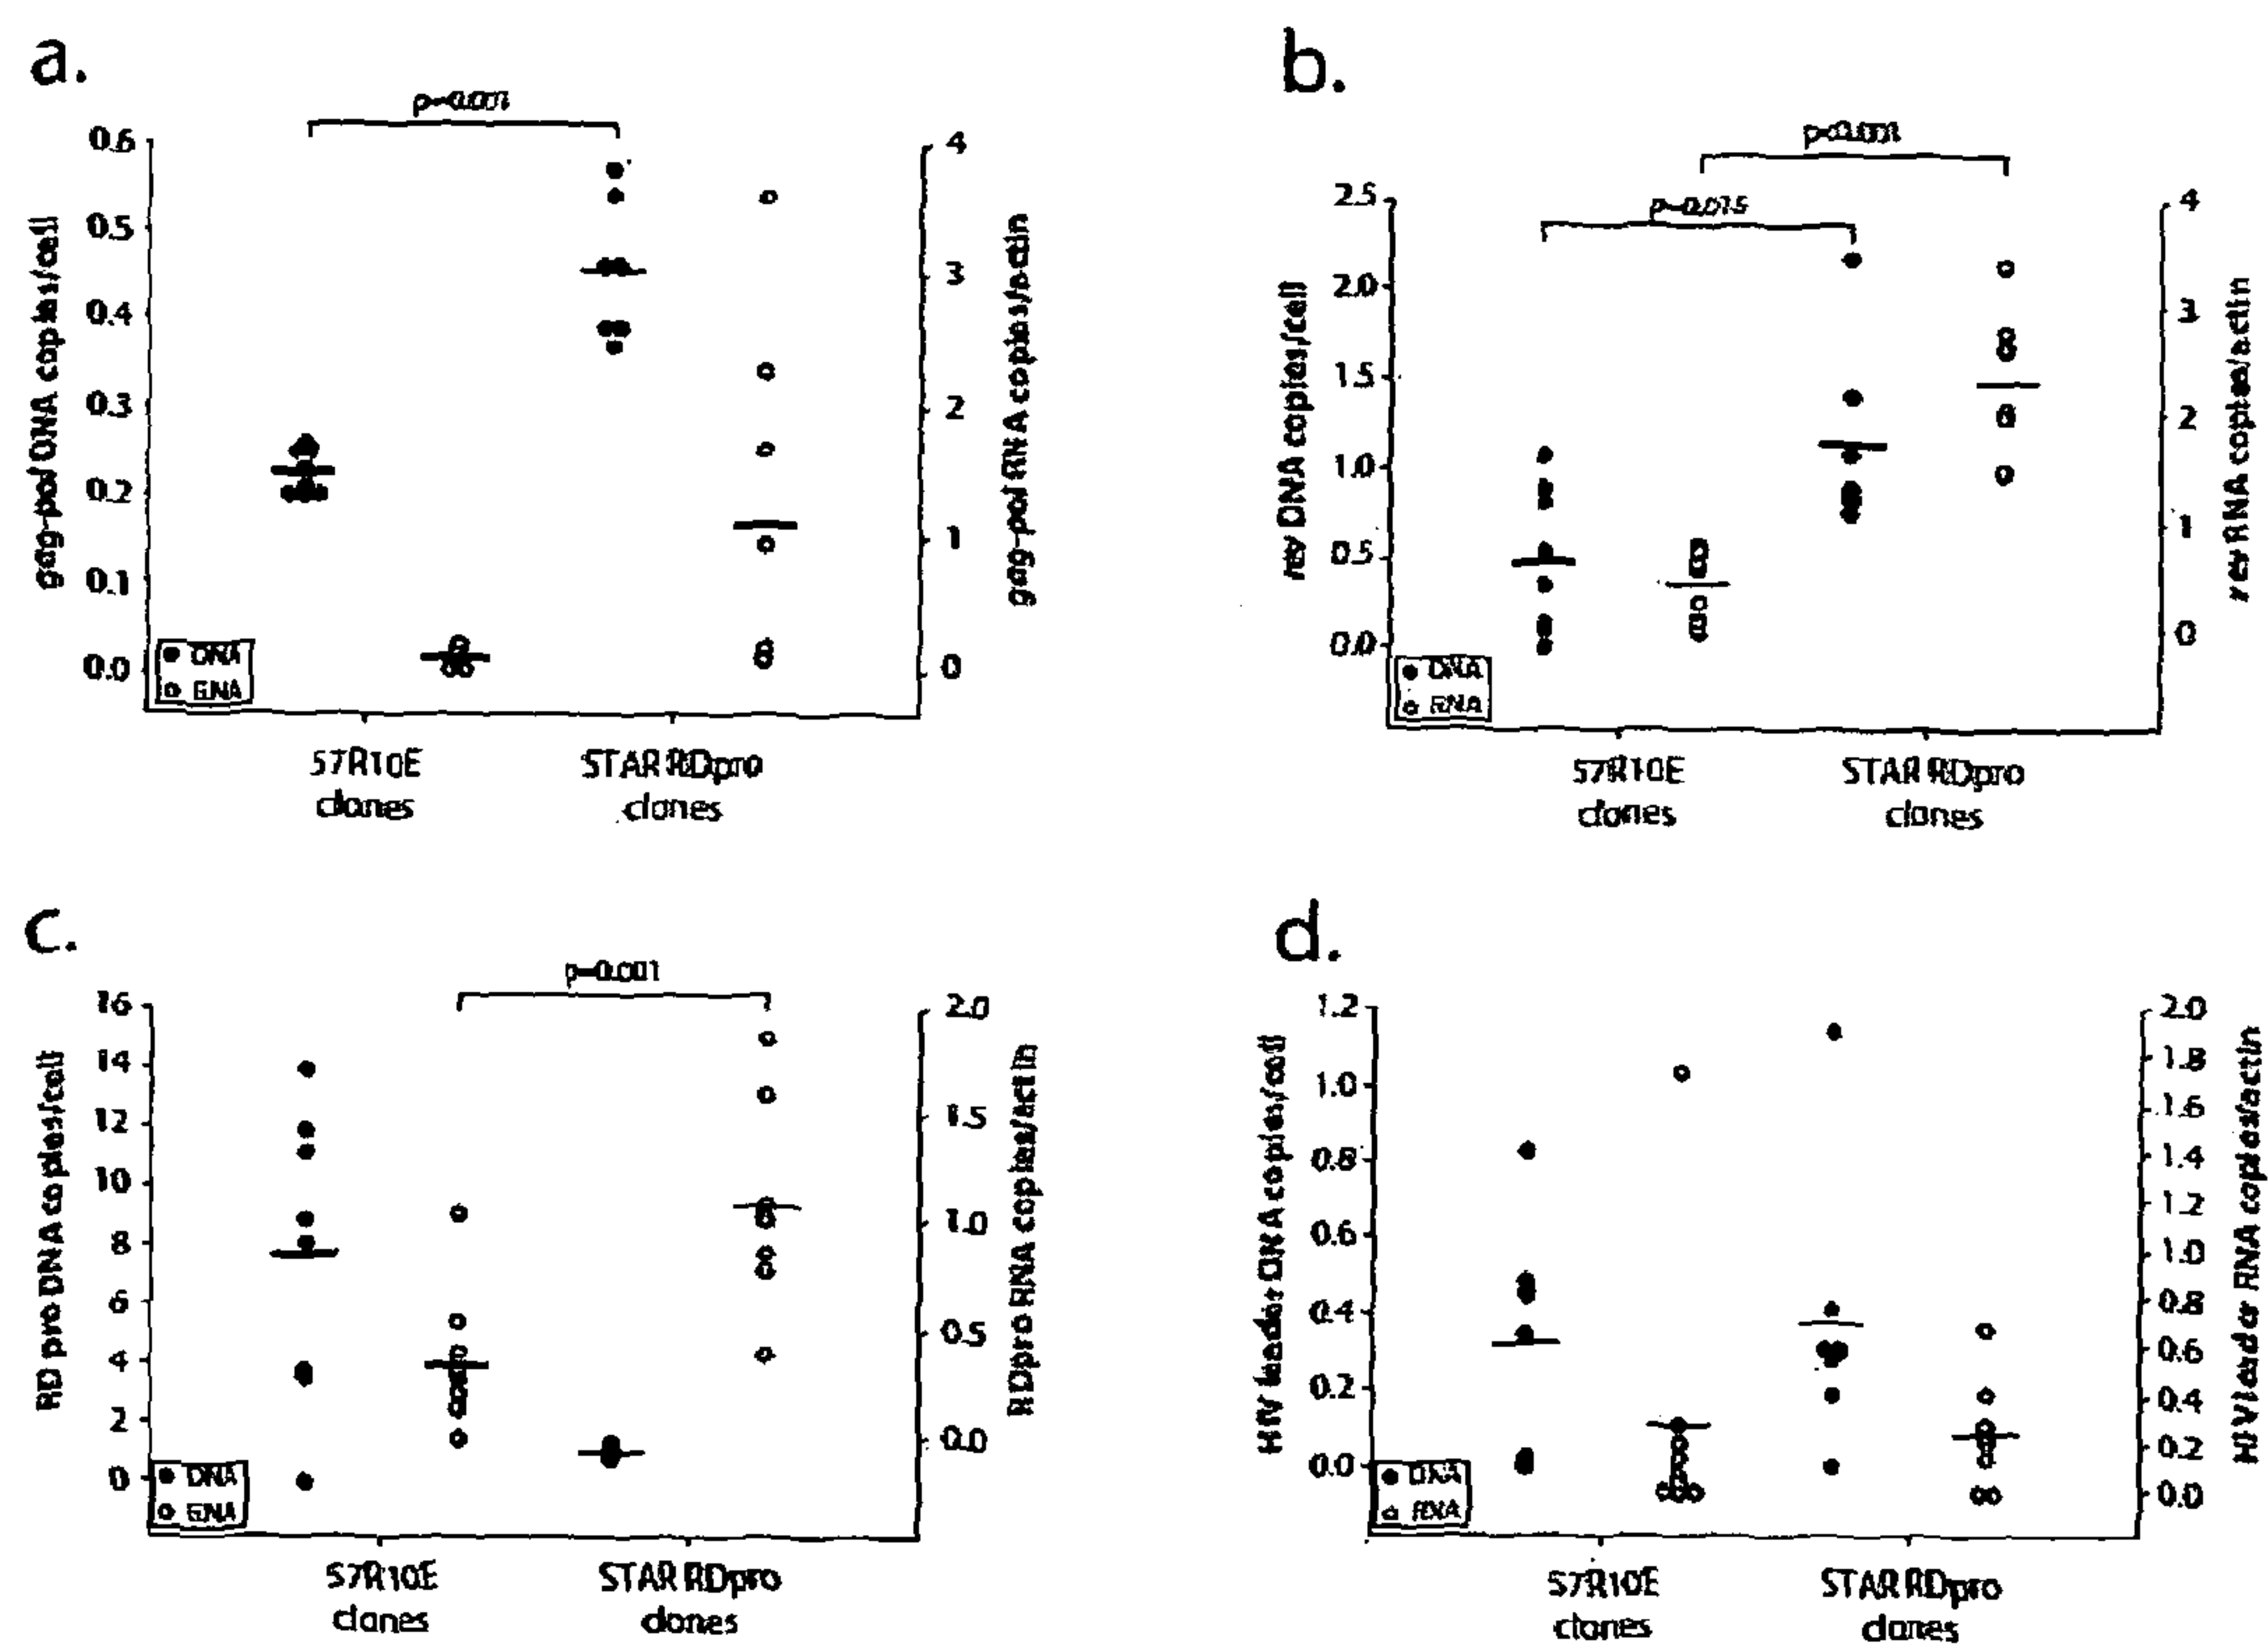 a.
0.6
0.5
0.4
0.3
0.2
0.1
0.0
gag-pol DNA copies/cell
4
3
2
1
0
gag-pol RNA copies/actin
DNA
RNA
57R10E
clones
STAR RDpro
clones
b.
p=0.015
2.5
2.0
1.5
1.0
0.5
0.0
rev DNA copies/cell
4
3
2
1
0
rev RNA copies/actin
DNA
RNA
57R10E
clones
STAR RDpro
clones
c.
p=0.001
16
14
12
10
8
6
4
2
0
RD pro DNA copies/cell
2.0
1.5
1.0
0.5
0.0
RDpro RNA copies/actin
DNA
RNA
57R10E
clones
STAR RDpro
clones
d.
1.2
1.0
0.8
0.6
0.4
0.2
0.0
HIV leader DNA copies/cell
2.0
1.8
1.6
1.4
1.2
1.0
0.8
0.6
0.4
0.2
0.0
HIV leader RNA copies/actin
DNA
RNA
57R10E
clones
STAR RDpro
clones